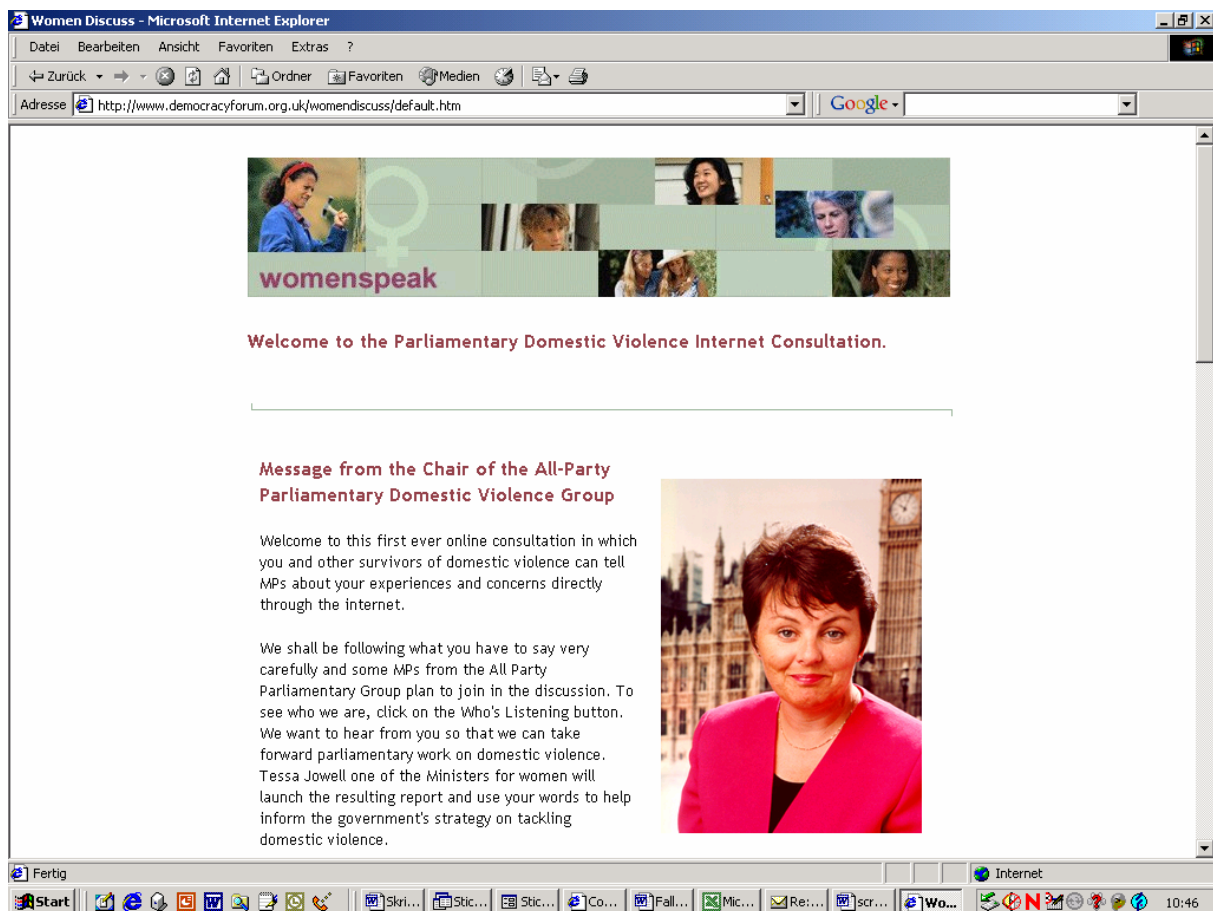 Women Discuss - Microsoft Internet Explorer
Datei Bearbeiten Ansicht Favoriten Extras ?
Zurück Ordner Favoriten Medien
Adresse http://www.democracyforum.org.uk/womendiscuss/default.htm Google
womenspeak
Welcome to the Parliamentary Domestic Violence Internet Consultation.
Message from the Chair of the All-Party
Parliamentary Domestic Violence Group
Welcome to this first ever online consultation in which
you and other survivors of domestic violence can tell
MPs about your experiences and concerns directly
through the internet.
We shall be following what you have to say very
carefully and some MPs from the All Party
Parliamentary Group plan to join in the discussion. To
see who we are, click on the Who's Listening button.
We want to hear from you so that we can take
forward parliamentary work on domestic violence.
Tessa Jowell one of the Ministers for women will
launch the resulting report and use your words to help
inform the government's strategy on tackling
domestic violence.
Fertig Internet
Start Skri... Stic... Stic... Co... Fall... Mic... Re:... scr... Wo... 10:46